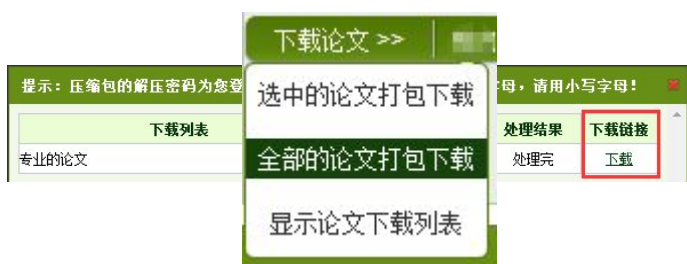 下载论文 >>
提示：压缩包的解压密码为您登
字母，请用小写字母！
选中的论文打包下载
下载列表
处理结果
下载链接
专业的论文
全部的论文打包下载
处理完
下载
显示论文下载列表